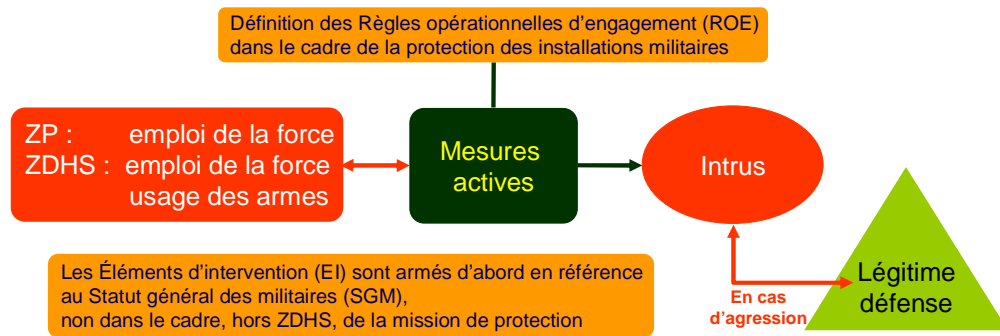 Définition des Règles opérationnelles d'engagement (ROE)
dans le cadre de la protection des installations militaires
ZP : emploi de la force
ZDHS : emploi de la force
usage des armes
Mesures
actives
Intrus
Légitime
défense
En cas
d'agression
Les Éléments d'intervention (EI) sont armés d'abord en référence
au Statut général des militaires (SGM),
non dans le cadre, hors ZDHS, de la mission de protection